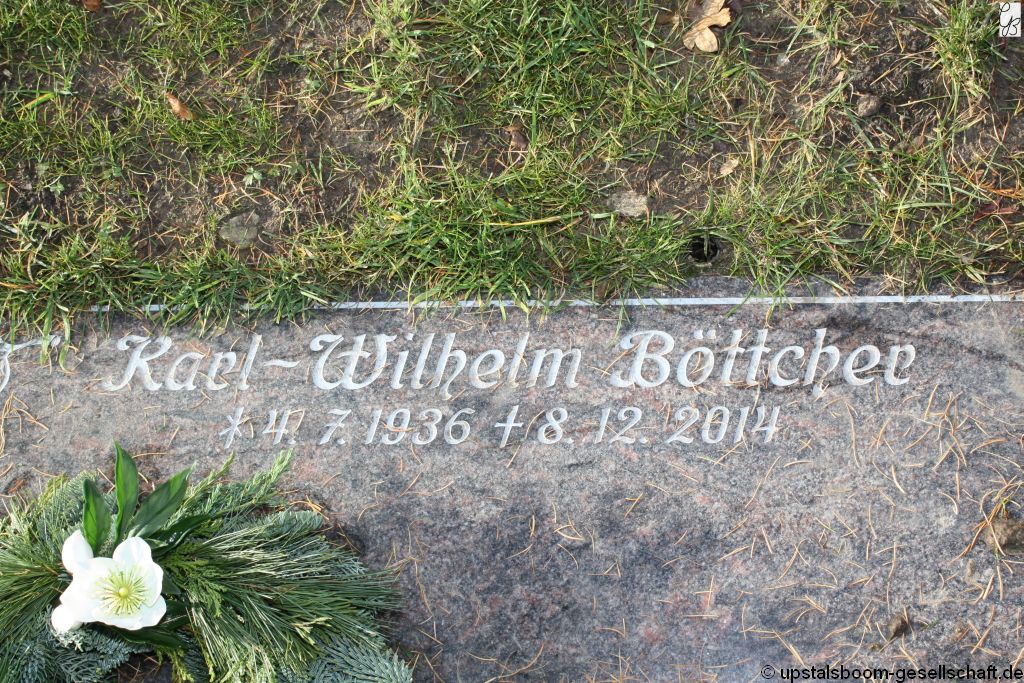 Karl-Wilhelm Böttcher
* 4. 7. 1936 † 8. 12. 2014
© upstalsboom-gesellschaft.de